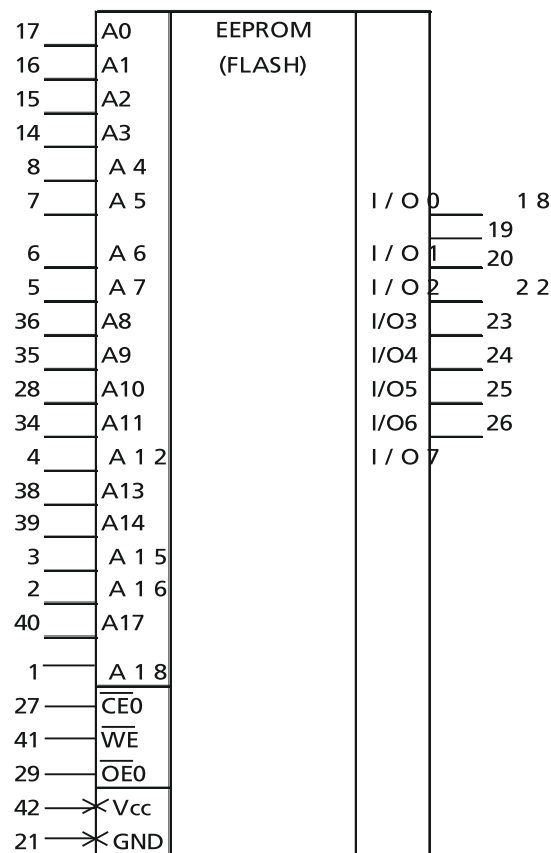 17 A0 EEPROM
16 A1 (FLASH)
15 A2
14 A3
8 A 4
7 A 5 I / O 0 1 8
19
6 A 6 I / O 1 20
5 A 7 I / O 2 2 2
36 A8 I/O3 23
35 A9 I/O4 24
28 A10 I/O5 25
34 A11 I/O6 26
4 A 1 2 I / O 7
38 A13
39 A14
3 A 1 5
2 A 1 6
40 A17
1 A 1 8
27 C̅E̅0
41 W̅E̅
29 O̅E̅0
42 Vcc
21 GND